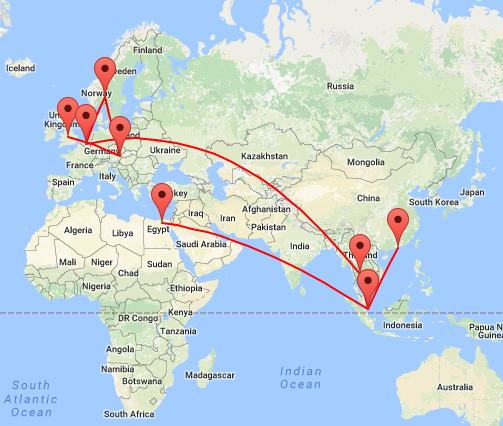 Iceland
Finland
Sweden
Norway
Russia
United
Kingdom
Germany
Ukraine
Kazakhstan
Mongolia
France
Italy
Spain
Turkey
Afghanistan
China
South Korea
Japan
Algeria
Libya
Egypt
Iraq
Iran
Pakistan
Saudi Arabia
India
Thailand
Mali
Niger
Chad
Sudan
Nigeria
Ethiopia
DR Congo
Kenya
Tanzania
Indonesia
Papua New
Guinea
Angola
Namibia
Botswana
Madagascar
South Africa
Australia
South
Atlantic
Ocean
Indian
Ocean